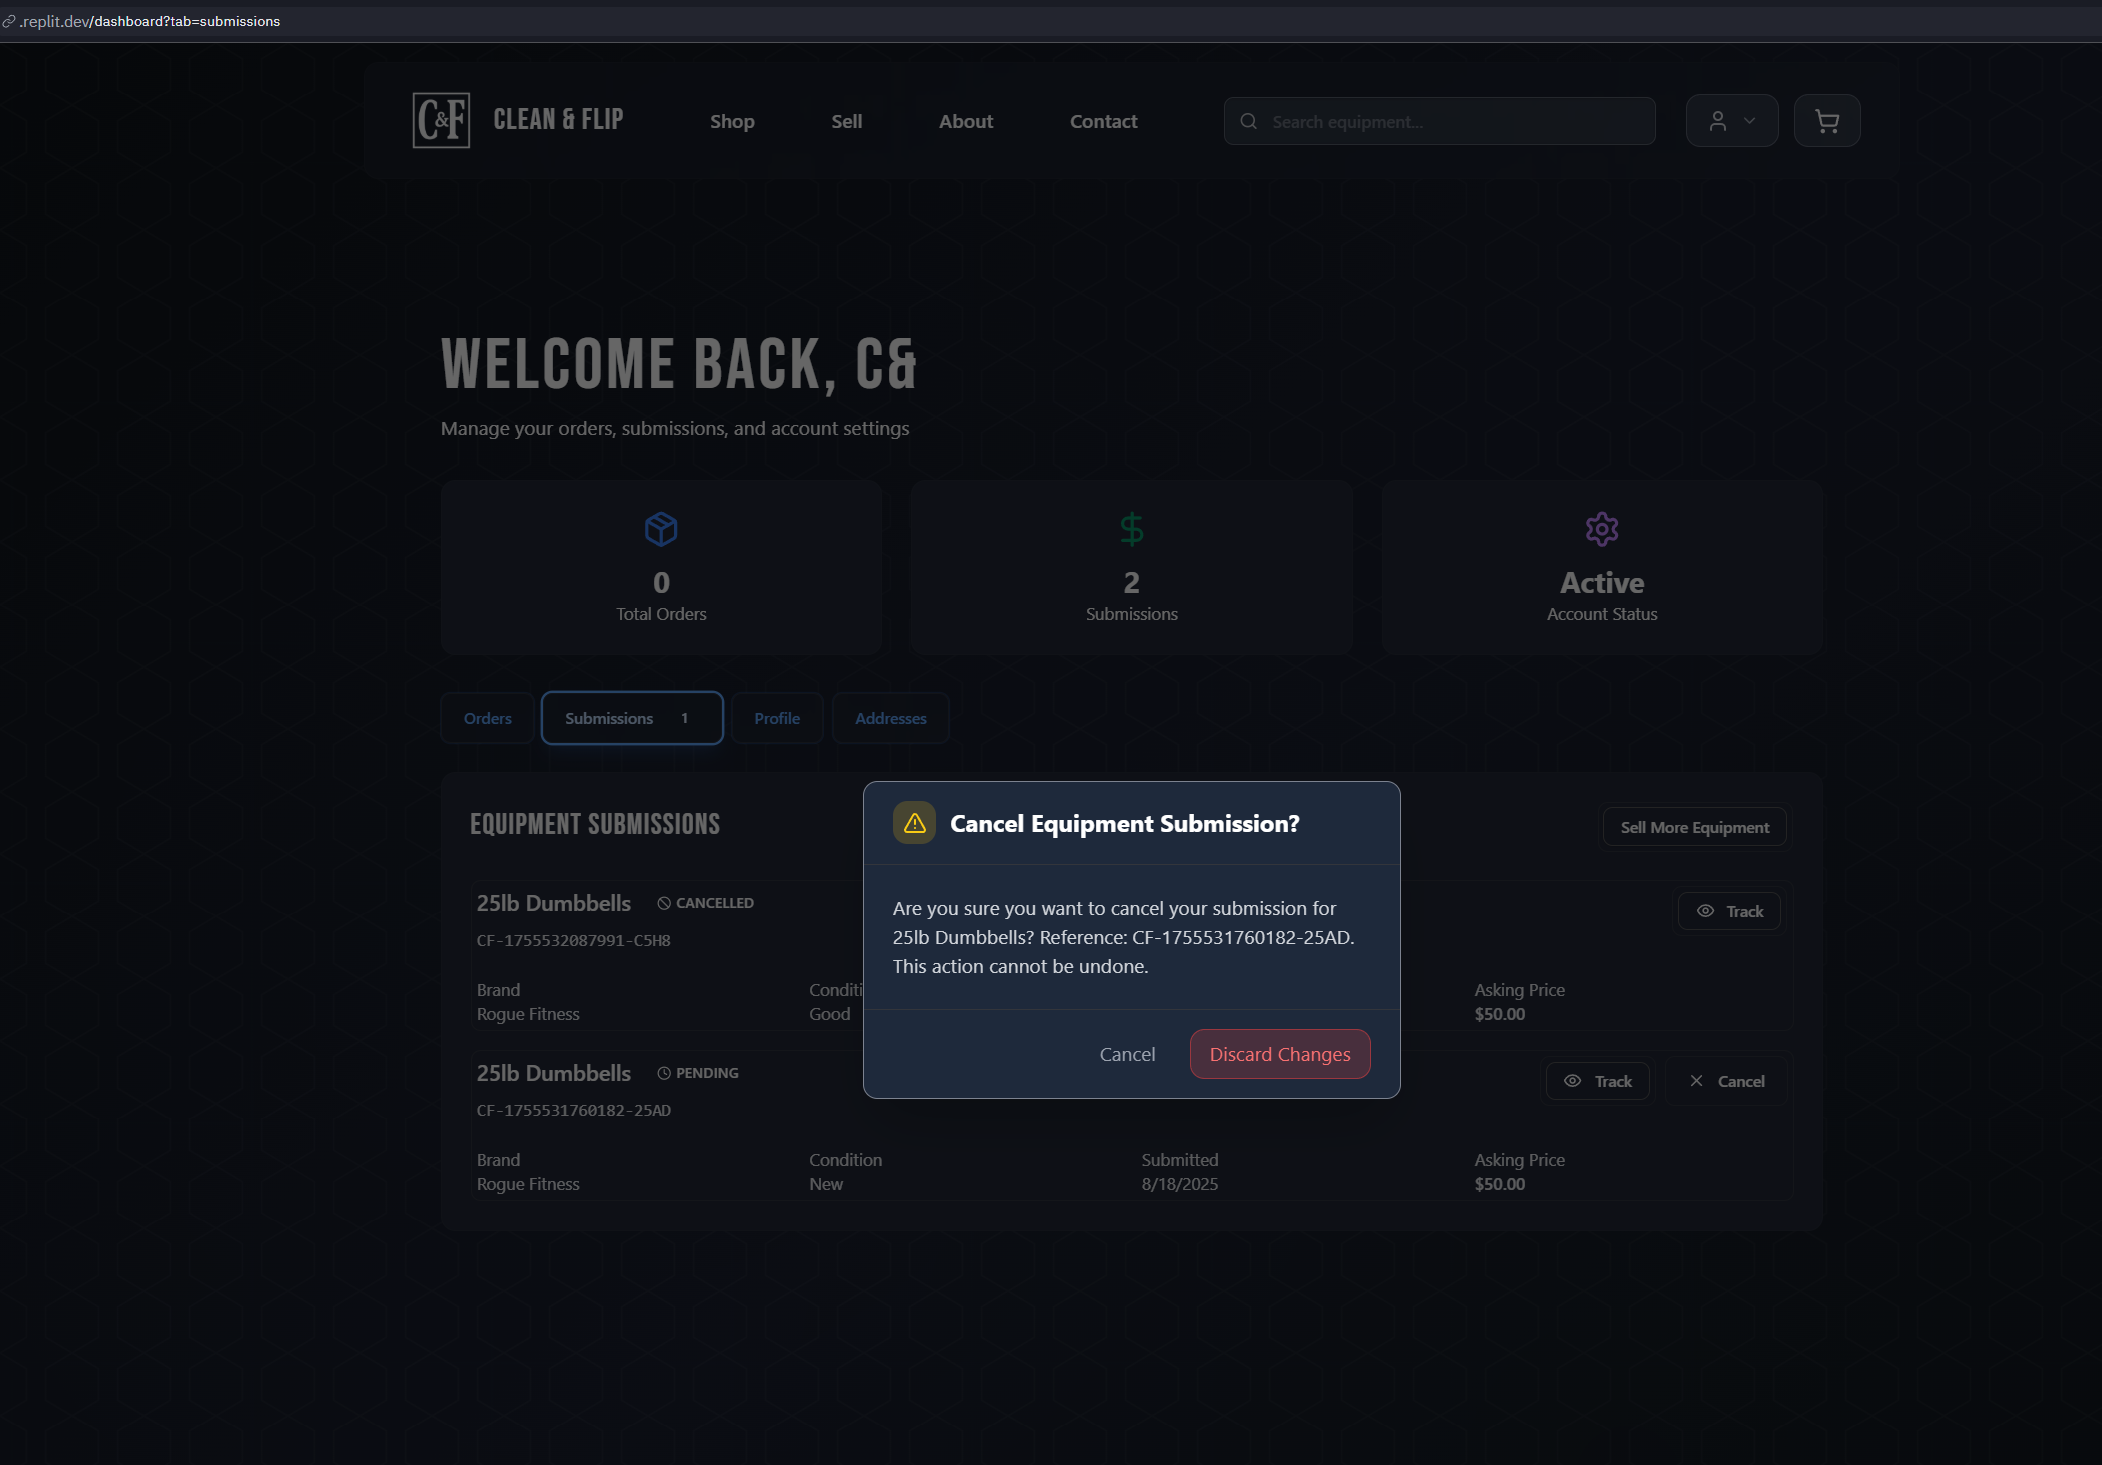 .replit.dev/dashboard?tab=submissions
C&F
CLEAN & FLIP
Shop
Sell
About
Contact
Search equipment...
WELCOME BACK, C&
Manage your orders, submissions, and account settings
0
Total Orders
2
Submissions
Active
Account Status
Orders
Submissions 1
Profile
Addresses
EQUIPMENT SUBMISSIONS
Sell More Equipment
25lb Dumbbells
CANCELLED
Track
CF-1755532087991-C5H8
Brand
Rogue Fitness
Conditi
Good
Asking Price
$50.00
Cancel Equipment Submission?
Are you sure you want to cancel your submission for
25lb Dumbbells? Reference: CF-1755531760182-25AD.
This action cannot be undone.
Cancel
Discard Changes
25lb Dumbbells
PENDING
Track
Cancel
CF-1755531760182-25AD
Brand
Rogue Fitness
Condition
New
Submitted
8/18/2025
Asking Price
$50.00